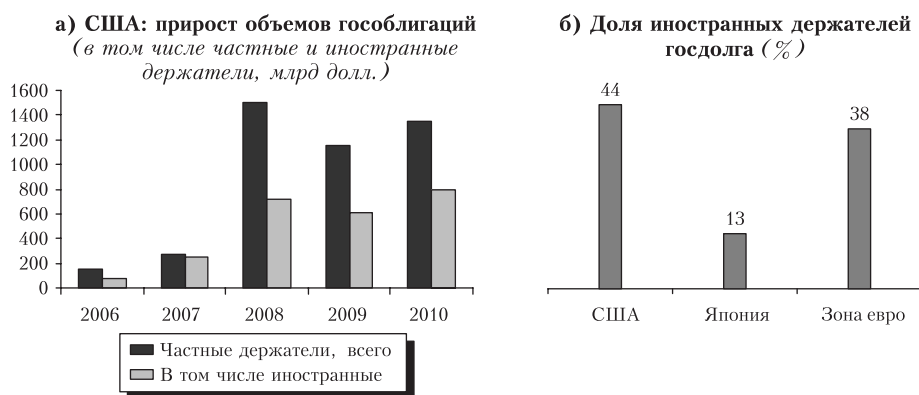 а) США: прирост объемов гособлигаций
(в том числе частные и иностранные
держатели, млрд долл.)
1600
1400
1200
1000
800
600
400
200
0
2006 2007 2008 2009 2010
Частные держатели, всего
В том числе иностранные
б) Доля иностранных держателей
госдолга (%)
44
13
38
США Япония Зона евро